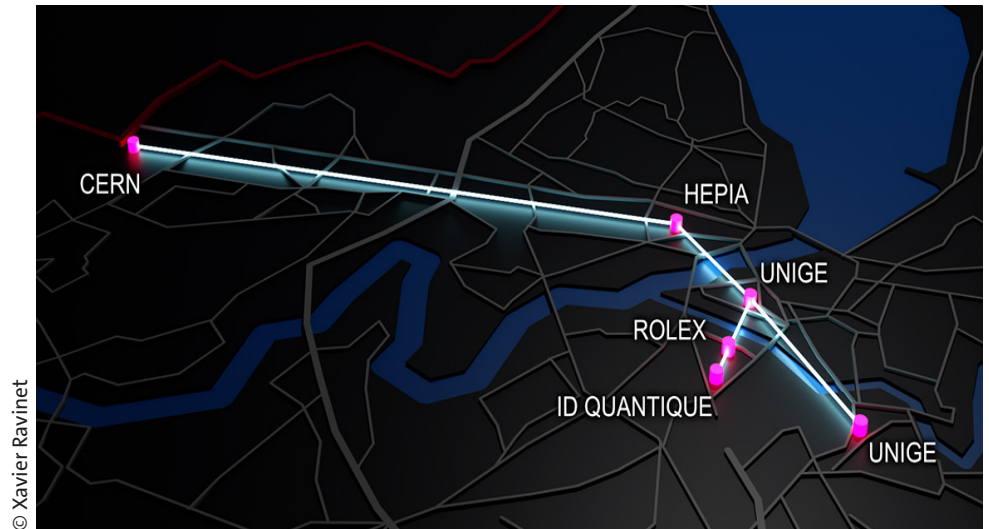 CERN
HEPIA
UNIGE
ROLEX
ID QUANTIQUE
UNIGE
© Xavier Ravinet